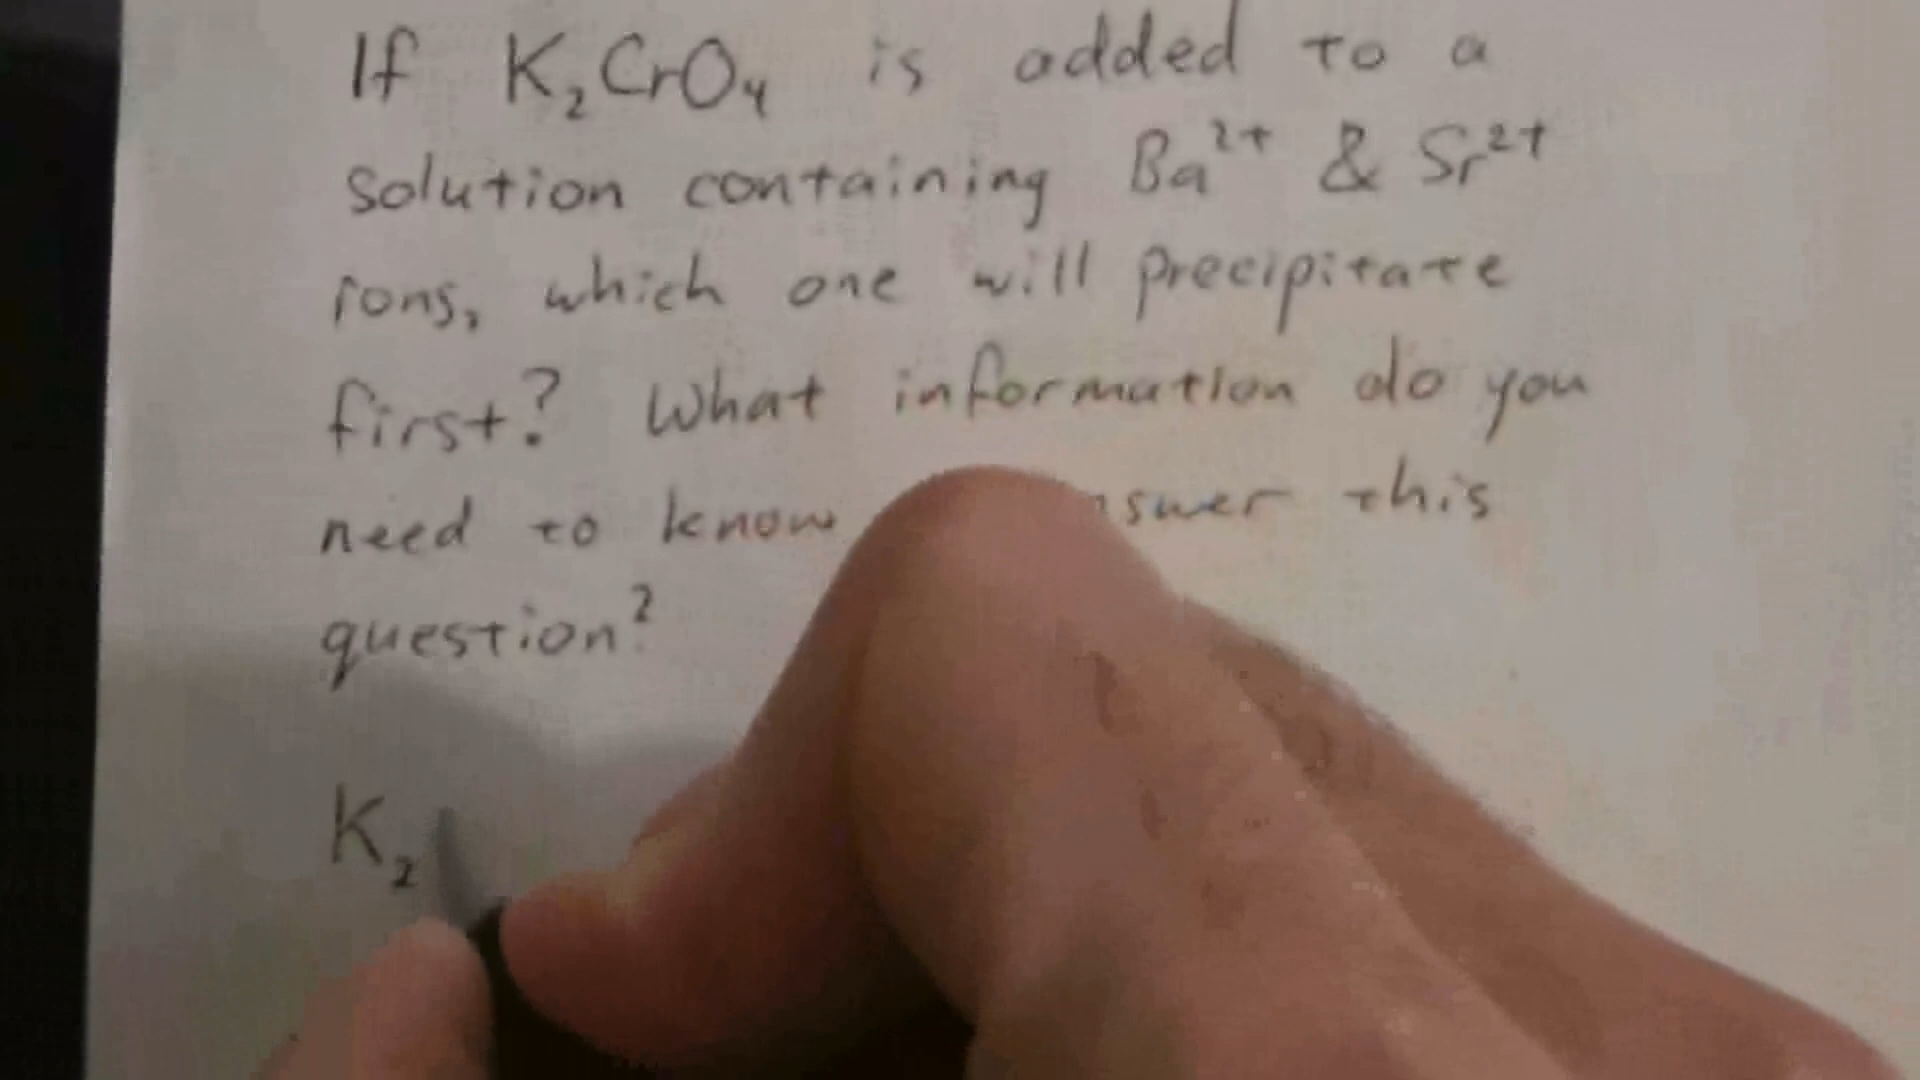 If K₂CrO₄ is added to a
solution containing Ba²⁺ & Sr²⁺
ions, which one will precipitate
first? What information do you
need to know this
question?
K₂